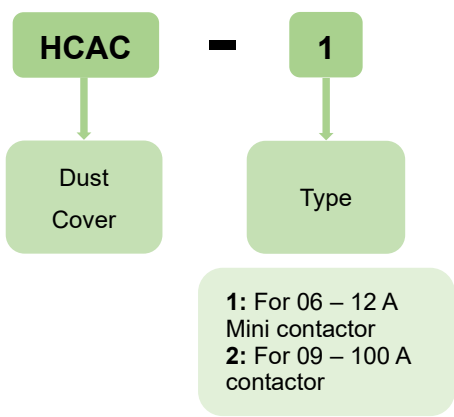 HCAC – 1
Dust
Cover
Type
1: For 06 – 12 A
Mini contactor
2: For 09 – 100 A
contactor